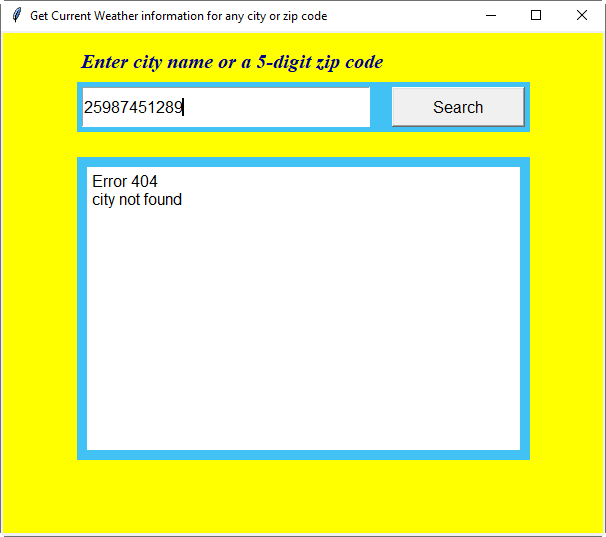 Get Current Weather information for any city or zip code
Enter city name or a 5-digit zip code
25987451289
Search
Error 404
city not found